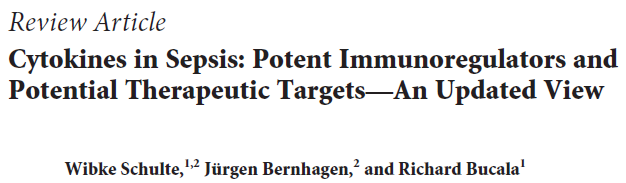 Review Article
Cytokines in Sepsis: Potent Immunoregulators and
Potential Therapeutic Targets—An Updated View
Wibke Schulte,1,2 Jürgen Bernhagen,2 and Richard Bucala1